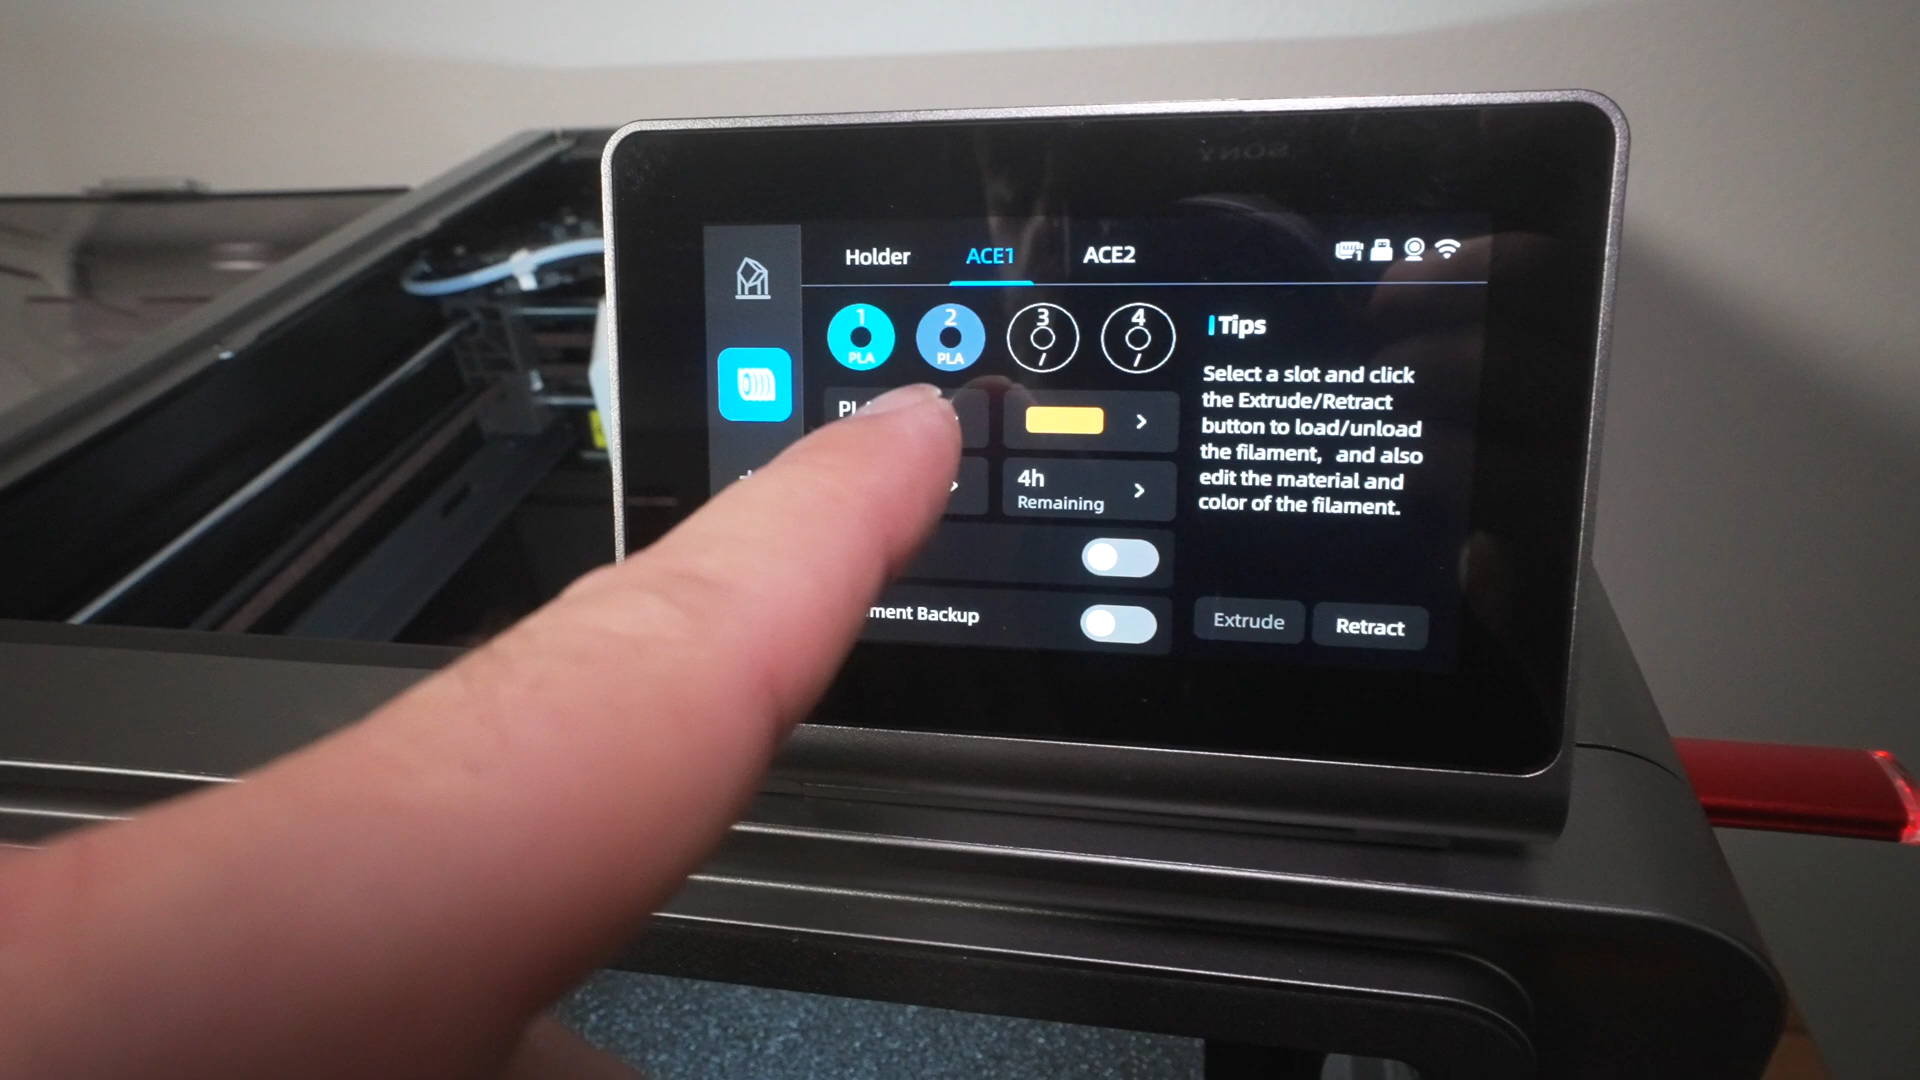 Holder ACE1 ACE2
1 2 3 4
PLA PLA / /
Tips
Select a slot and click
the Extrude/Retract
button to load/unload
the filament, and also
edit the material and
color of the filament.
4h
Remaining
Backup
Extrude Retract
SONY